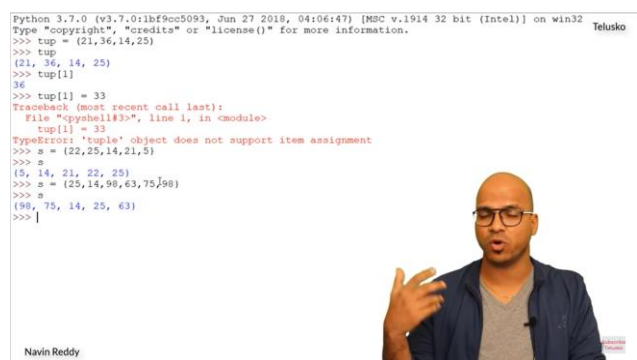 Python 3.7.0 (v3.7.0:1bf9cc5093, Jun 27 2018, 04:06:47) [MSC v.1914 32 bit (Intel)] on win32
Type "copyright", "credits" or "license()" for more information.
Telusko
>>> tup = (21,36,14,25)
>>> tup
(21, 36, 14, 25)
>>> tup[1]
36
>>> tup[1] = 33
Traceback (most recent call last):
  File "<pyshell#3>", line 1, in <module>
    tup[1] = 33
TypeError: 'tuple' object does not support item assignment
>>> s = {22,25,14,21,5}
>>> s
{5, 14, 21, 22, 25}
>>> s = {25,14,98,63,75,98}
>>> s
{98, 75, 14, 25, 63}
>>>
Subscribe
Telusko
Navin Reddy